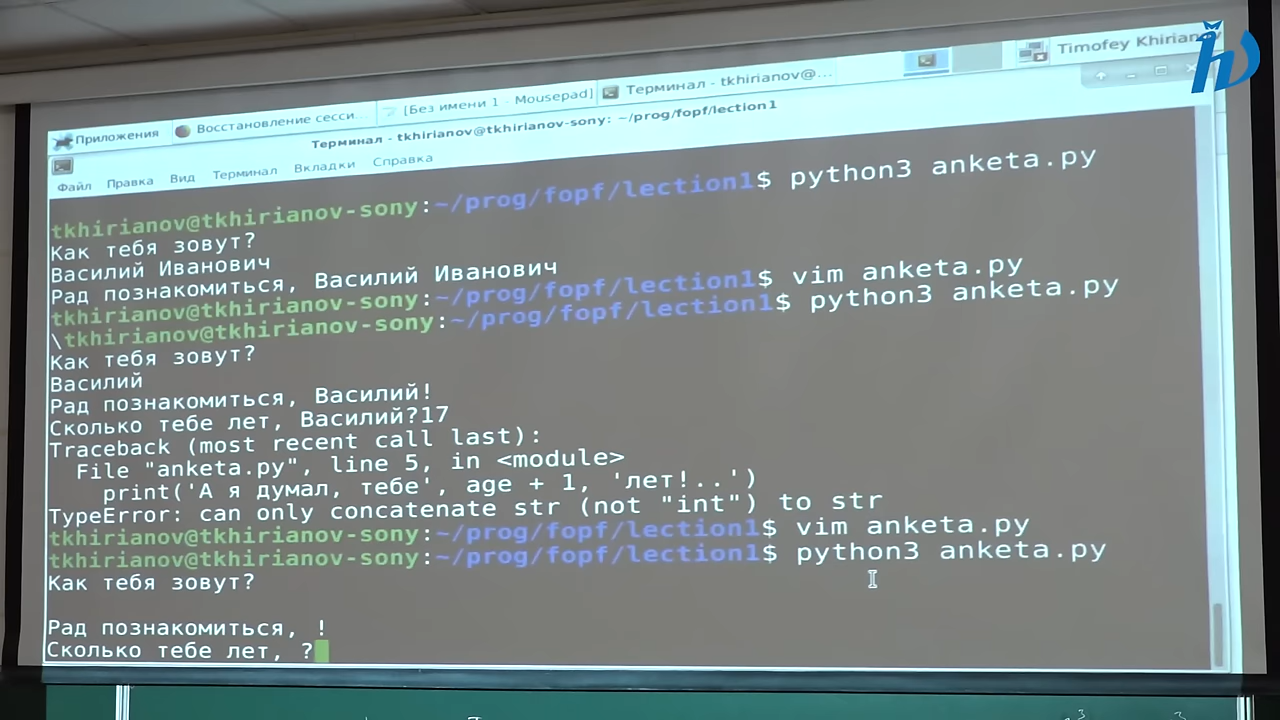 Timofey Khirianov
Приложения
Восстановление сесси...
[Без имени 1 - Mousepad]
Терминал - tkhirianov@...
Терминал - tkhirianov@tkhirianov-sony: ~/prog/fopf/lection1
Файл Правка Вид Терминал Вкладки Справка
tkhirianov@tkhirianov-sony:~/prog/fopf/lection1$ python3 anketa.py
Как тебя зовут?
Василий Иванович
Рад познакомиться, Василий Иванович
tkhirianov@tkhirianov-sony:~/prog/fopf/lection1$ vim anketa.py
\tkhirianov@tkhirianov-sony:~/prog/fopf/lection1$ python3 anketa.py
Как тебя зовут?
Василий
Рад познакомиться, Василий!
Сколько тебе лет, Василий?17
Traceback (most recent call last):
File "anketa.py", line 5, in <module>
print('А я думал, тебе', age + 1, 'лет!..')
TypeError: can only concatenate str (not "int") to str
tkhirianov@tkhirianov-sony:~/prog/fopf/lection1$ vim anketa.py
tkhirianov@tkhirianov-sony:~/prog/fopf/lection1$ python3 anketa.py
Как тебя зовут?
Рад познакомиться, !
Сколько тебе лет, ?